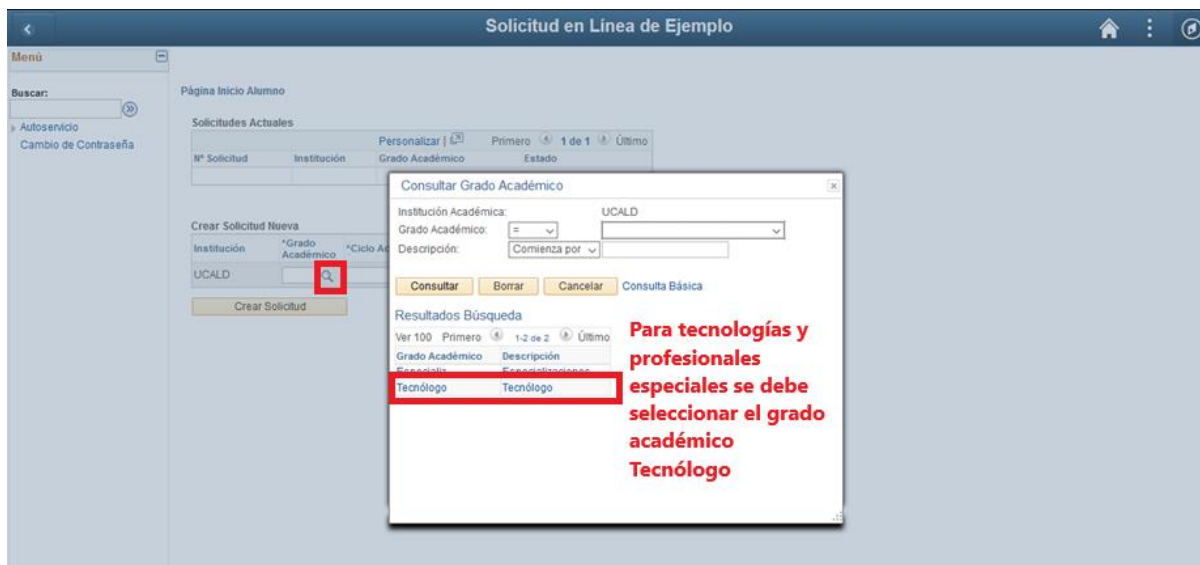 Solicitud en Línea de Ejemplo
Menú
Buscar:
Autoservicio
Cambio de Contraseña
Página Inicio Alumno
Solicitudes Actuales
Personalizar | Primero 1 de 1 Último
Nº Solicitud Institución Grado Académico Estado
Crear Solicitud Nueva
Institución *Grado Académico *Ciclo
UCALD
Crear Solicitud
Consultar Grado Académico
Institución Académica: UCALD
Grado Académico: =
Descripción: Comienza por
Consultar Borrar Cancelar Consulta Básica
Resultados Búsqueda
Ver 100 Primero 1-2 de 2 Último
Grado Académico Descripción
Especializ Especializaciones
Tecnólogo Tecnólogo
Para tecnologías y
profesionales
especiales se debe
seleccionar el grado
académico
Tecnólogo